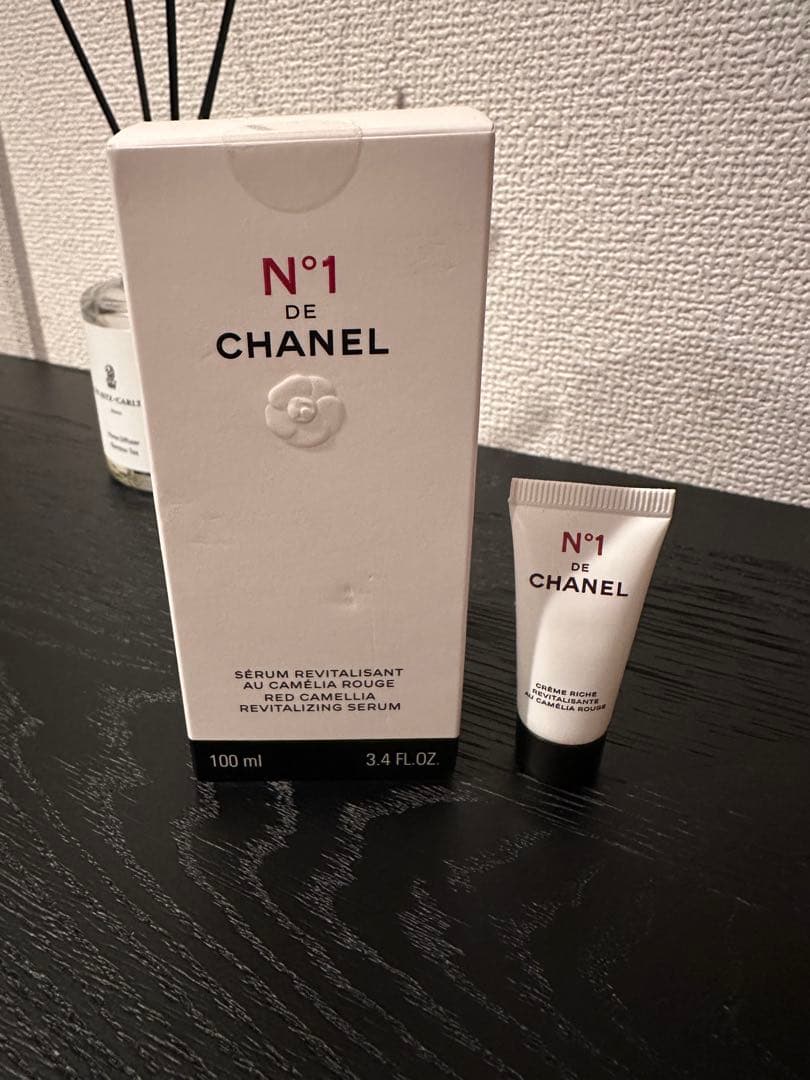 N°1
DE
CHANEL
SÉRUM REVITALISANT
AU CAMÉLIA ROUGE
RED CAMELLIA
REVITALIZING SERUM
100 ml 3.4 FL.OZ.
N°1
DE
CHANEL
CRÈME RICHE
REVITALISANTE
AU CAMÉLIA ROUGE